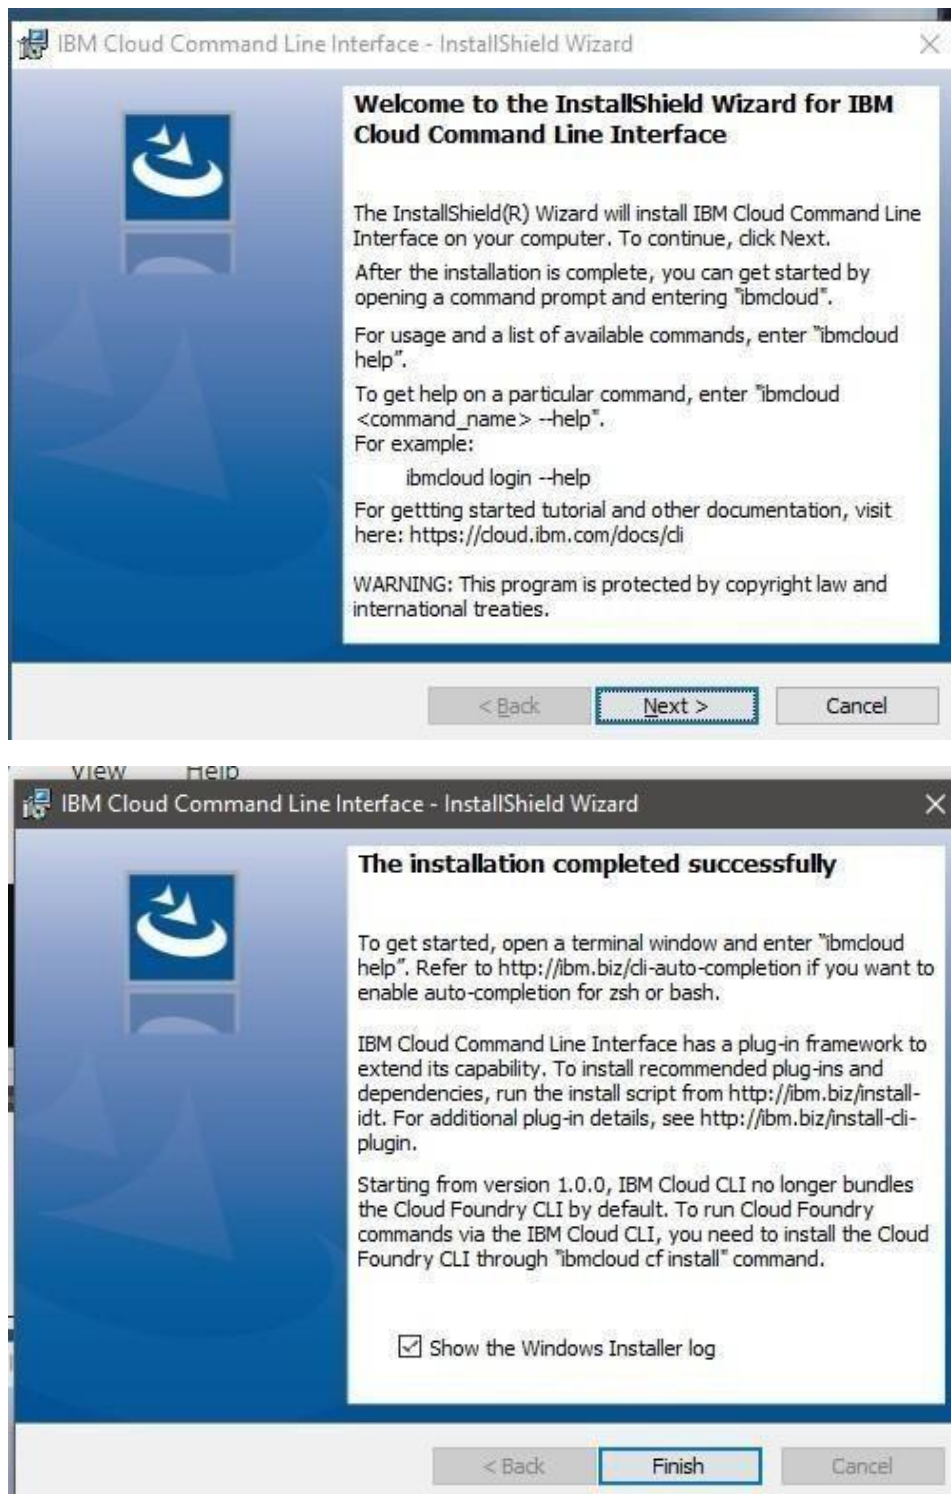 IBM Cloud Command Line Interface - InstallShield Wizard
Welcome to the InstallShield Wizard for IBM
Cloud Command Line Interface
The InstallShield(R) Wizard will install IBM Cloud Command Line
Interface on your computer. To continue, click Next.
After the installation is complete, you can get started by
opening a command prompt and entering "ibmcloud".
For usage and a list of available commands, enter "ibmcloud
help".
To get help on a particular command, enter "ibmcloud
<command_name> --help".
For example:
ibmcloud login --help
For gettting started tutorial and other documentation, visit
here: https://cloud.ibm.com/docs/cli
WARNING: This program is protected by copyright law and
international treaties.
< Back Next > Cancel
View Help
IBM Cloud Command Line Interface - InstallShield Wizard
The installation completed successfully
To get started, open a terminal window and enter "ibmcloud
help". Refer to http://ibm.biz/cli-auto-completion if you want to
enable auto-completion for zsh or bash.
IBM Cloud Command Line Interface has a plug-in framework to
extend its capability. To install recommended plug-ins and
dependencies, run the install script from http://ibm.biz/install-
idt. For additional plug-in details, see http://ibm.biz/install-cli-
plugin.
Starting from version 1.0.0, IBM Cloud CLI no longer bundles
the Cloud Foundry CLI by default. To run Cloud Foundry
commands via the IBM Cloud CLI, you need to install the Cloud
Foundry CLI through "ibmcloud cf install" command.
Show the Windows Installer log
< Back Finish Cancel